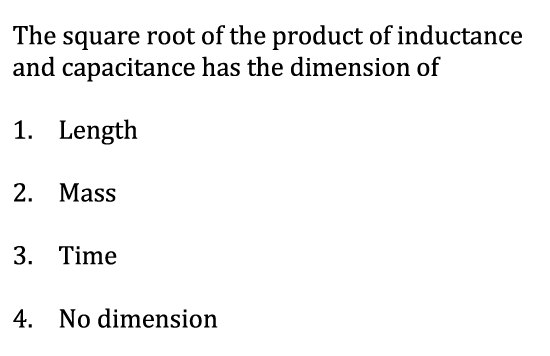 The square root of the product of inductance
and capacitance has the dimension of
1. Length
2. Mass
3. Time
4. No dimension